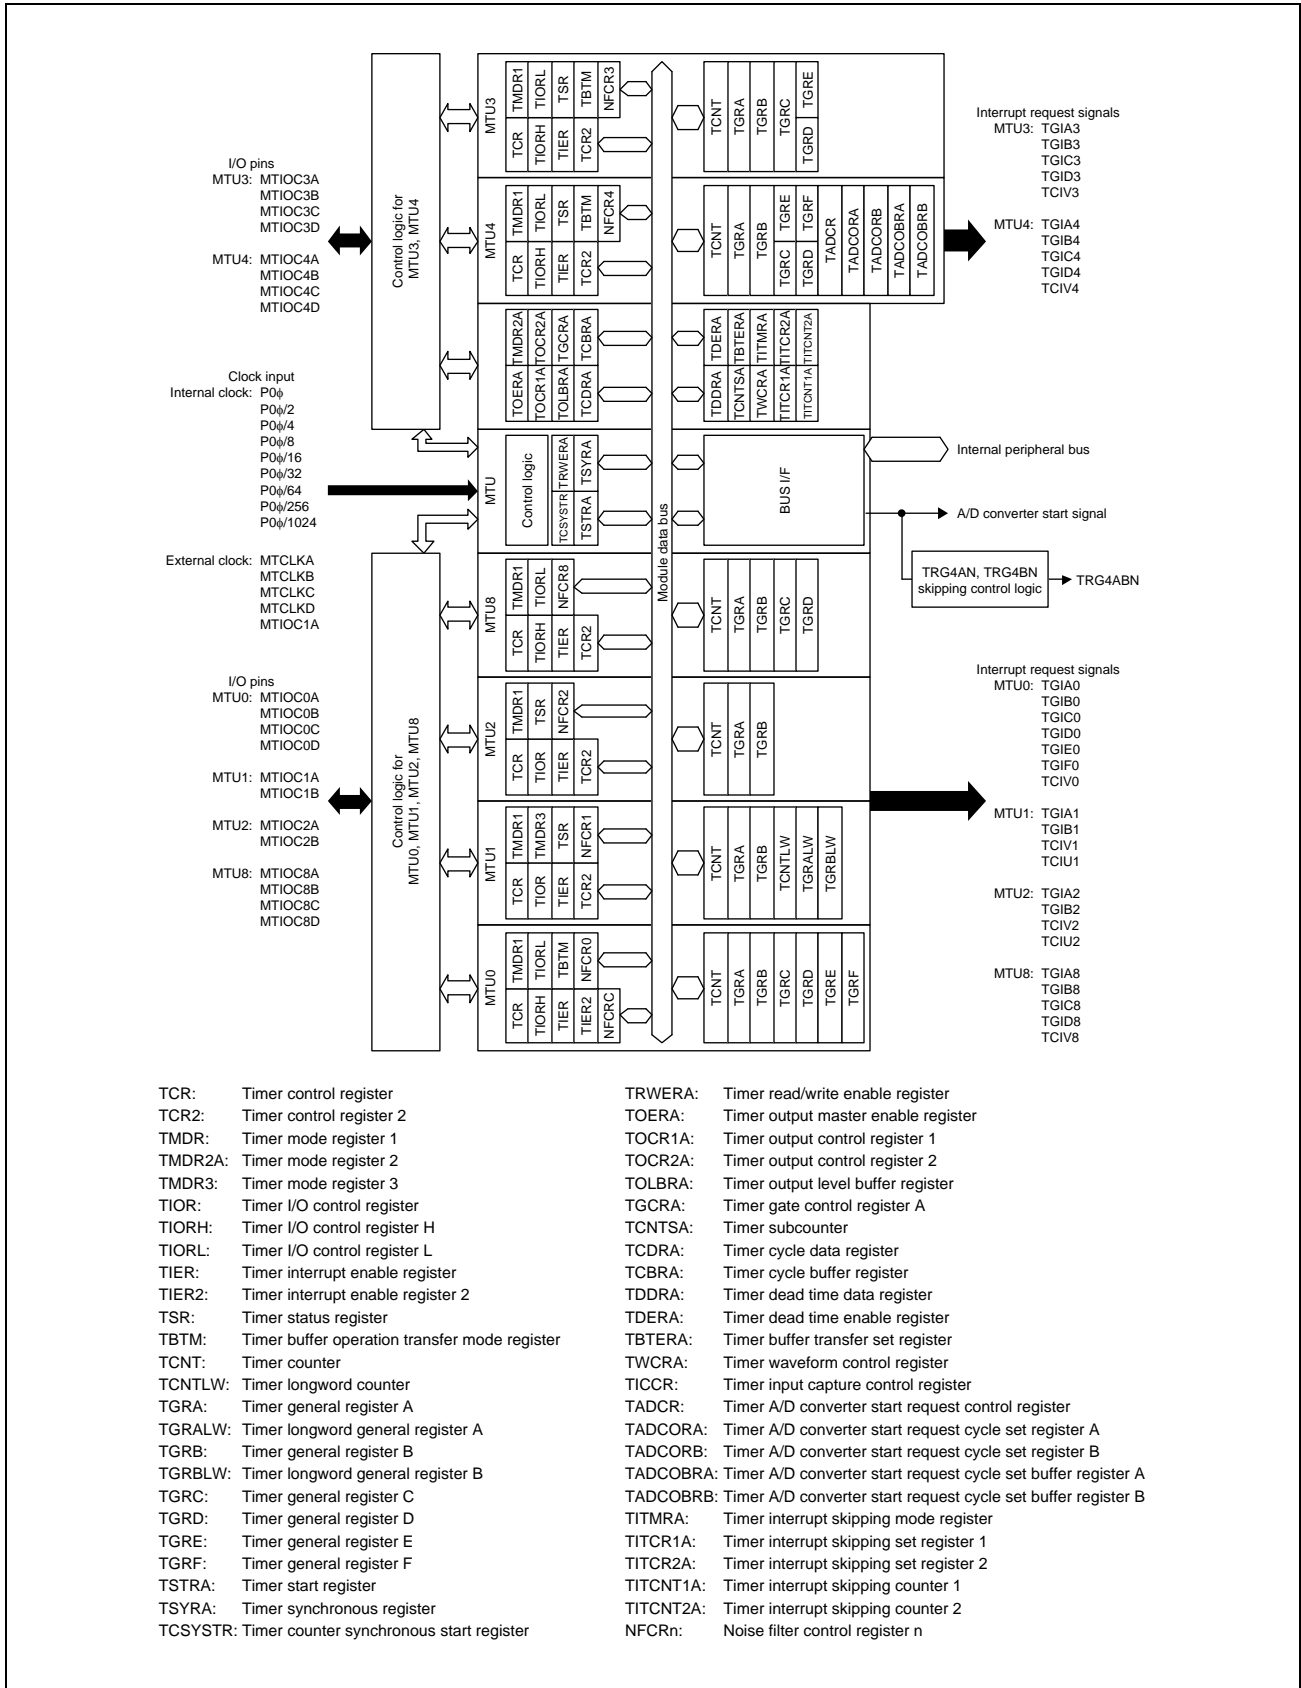 I/O pins
MTU3: MTIOC3A
MTIOC3B
MTIOC3C
MTIOC3D
MTU4: MTIOC4A
MTIOC4B
MTIOC4C
MTIOC4D
Clock input
Internal clock: P0ϕ
P0ϕ/2
P0ϕ/4
P0ϕ/8
P0ϕ/16
P0ϕ/32
P0ϕ/64
P0ϕ/256
P0ϕ/1024
External clock: MTCLKA
MTCLKB
MTCLKC
MTCLKD
MTIOC1A
I/O pins
MTU0: MTIOC0A
MTIOC0B
MTIOC0C
MTIOC0D
MTU1: MTIOC1A
MTIOC1B
MTU2: MTIOC2A
MTIOC2B
MTU8: MTIOC8A
MTIOC8B
MTIOC8C
MTIOC8D
Control logic for
MTU3, MTU4
Control logic for
MTU0, MTU1, MTU2, MTU8
MTU3
TMDR1
TIORL
TSR
TBTM
NFCR3
TCR
TIORH
TIER
TCR2
TCNT
TGRA
TGRB
TGRC
TGRE
TGRD
MTU4
TMDR1
TIORL
TSR
TBTM
NFCR4
TCR
TIORH
TIER
TCR2
TCNT
TGRA
TGRB
TGRE
TGRF
TGRC
TGRD
TADCR
TADCORA
TADCORB
TADCOBRA
TADCOBRB
TMDR2A
TOCR2A
TGCRA
TCBRA
TOERA
TOCR1A
TOLBRA
TCDRA
TDERA
TBTERA
TITMRA
TITCR2A
TITCNT2A
TDDRA
TCNTSA
TWCRA
TITCR1A
TITCNT1A
MTU
Control logic
TRWERA
TSYRA
TCSYSTR
TSTRA
Module data bus
BUS I/F
MTU8
TMDR1
TIORL
NFCR8
TCR
TIORH
TIER
TCR2
TCNT
TGRA
TGRB
TGRC
TGRD
MTU2
TMDR1
TSR
NFCR2
TCR
TIOR
TIER
TCR2
TCNT
TGRA
TGRB
MTU1
TMDR1
TMDR3
TSR
NFCR1
TCR
TIOR
TIER
TCR2
TCNT
TGRA
TGRB
TCNTLW
TGRALW
TGRBLW
MTU0
TMDR1
TIORL
TBTM
NFCR0
TCR
TIORH
TIER
TIER2
NFCRC
TCNT
TGRA
TGRB
TGRC
TGRD
TGRE
TGRF
Interrupt request signals
MTU3: TGIA3
TGIB3
TGIC3
TGID3
TCIV3
MTU4: TGIA4
TGIB4
TGIC4
TGID4
TCIV4
Internal peripheral bus
A/D converter start signal
TRG4AN, TRG4BN
skipping control logic
TRG4ABN
Interrupt request signals
MTU0: TGIA0
TGIB0
TGIC0
TGID0
TGIE0
TGIF0
TCIV0
MTU1: TGIA1
TGIB1
TCIV1
TCIU1
MTU2: TGIA2
TGIB2
TCIV2
TCIU2
MTU8: TGIA8
TGIB8
TGIC8
TGID8
TCIV8
TCR: Timer control register
TCR2: Timer control register 2
TMDR: Timer mode register 1
TMDR2A: Timer mode register 2
TMDR3: Timer mode register 3
TIOR: Timer I/O control register
TIORH: Timer I/O control register H
TIORL: Timer I/O control register L
TIER: Timer interrupt enable register
TIER2: Timer interrupt enable register 2
TSR: Timer status register
TBTM: Timer buffer operation transfer mode register
TCNT: Timer counter
TCNTLW: Timer longword counter
TGRA: Timer general register A
TGRALW: Timer longword general register A
TGRB: Timer general register B
TGRBLW: Timer longword general register B
TGRC: Timer general register C
TGRD: Timer general register D
TGRE: Timer general register E
TGRF: Timer general register F
TSTRA: Timer start register
TSYRA: Timer synchronous register
TCSYSTR: Timer counter synchronous start register
TRWERA: Timer read/write enable register
TOERA: Timer output master enable register
TOCR1A: Timer output control register 1
TOCR2A: Timer output control register 2
TOLBRA: Timer output level buffer register
TGCRA: Timer gate control register A
TCNTSA: Timer subcounter
TCDRA: Timer cycle data register
TCBRA: Timer cycle buffer register
TDDRA: Timer dead time data register
TDERA: Timer dead time enable register
TBTERA: Timer buffer transfer set register
TWCRA: Timer waveform control register
TICCR: Timer input capture control register
TADCR: Timer A/D converter start request control register
TADCORA: Timer A/D converter start request cycle set register A
TADCORB: Timer A/D converter start request cycle set register B
TADCOBRA: Timer A/D converter start request cycle set buffer register A
TADCOBRB: Timer A/D converter start request cycle set buffer register B
TITMRA: Timer interrupt skipping mode register
TITCR1A: Timer interrupt skipping set register 1
TITCR2A: Timer interrupt skipping set register 2
TITCNT1A: Timer interrupt skipping counter 1
TITCNT2A: Timer interrupt skipping counter 2
NFCRn: Noise filter control register n